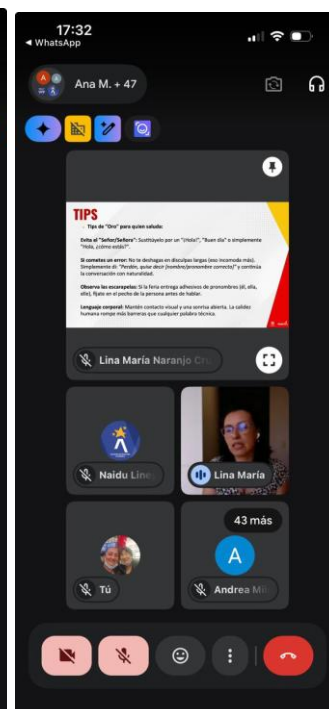 17:32
WhatsApp
Ana M. + 47
TIPS
Tips de "Oro" para quien saluda:
Evita el "Señor/Señora": Sustitúyelo por un "¡Hola!", "Buen día" o simplemente
"Hola, ¿cómo estás?".
Si cometes un error: No te deshagas en disculpas largas (eso incomoda más).
Simplemente di: "Perdón, quise decir [nombre/pronombre correcto]" y continúa
la conversación con naturalidad.
Observa las escarapelas: Si la feria entrega adhesivos de pronombres (él, ella,
elle), fíjate en el pecho de la persona antes de hablar.
Lenguaje corporal: Mantén contacto visual y una sonrisa abierta. La calidez
humana rompe más barreras que cualquier palabra técnica.
Lina María Naranjo Cru
Naidu Line
Lina María
43 más
Tú
A
Andrea Mi